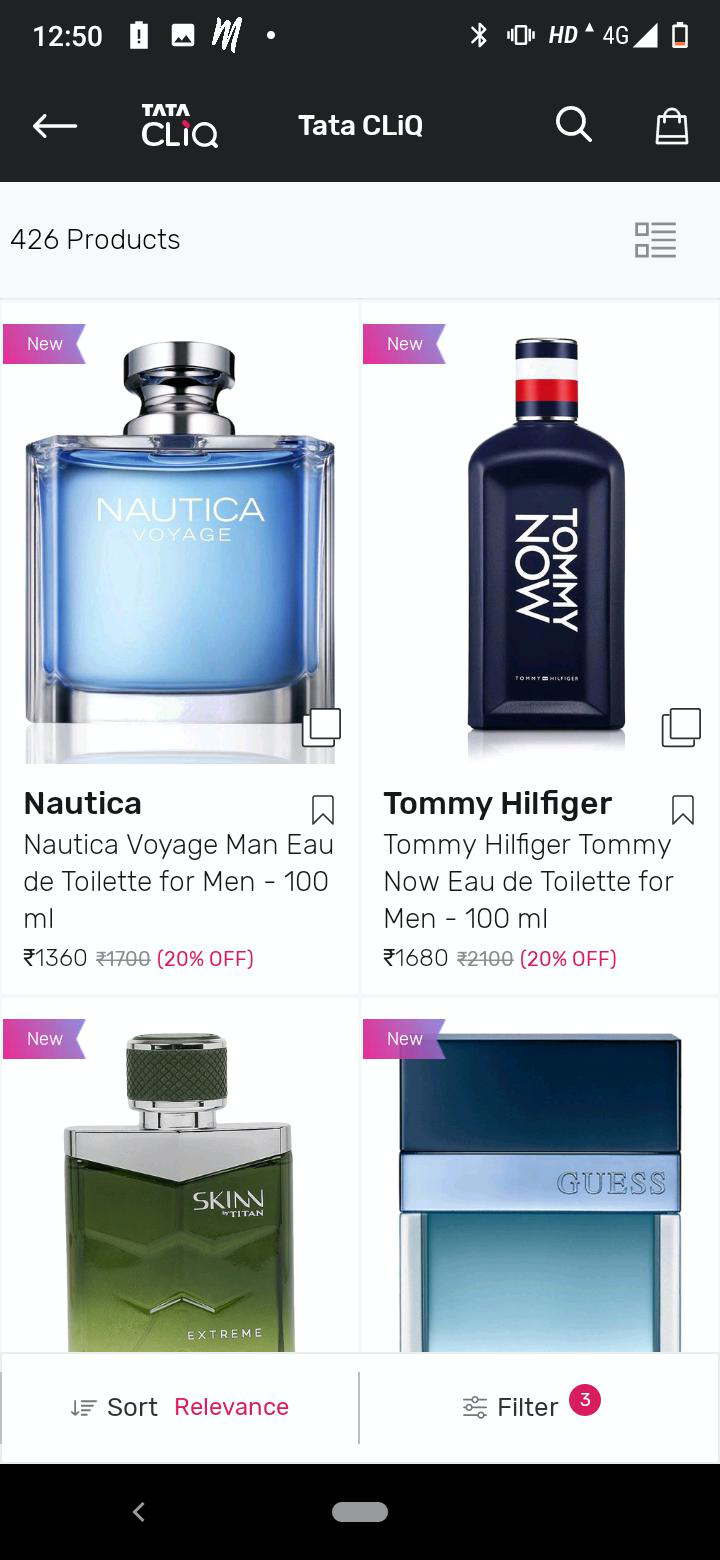 12:50
HD 4G
TATA
CLiQ
Tata CLiQ
426 Products
New
New
NAUTICA
VOYAGE
TOMMY
NOW
TOMMY HILFIGER
Nautica
Nautica Voyage Man Eau
de Toilette for Men - 100
ml
₹1360 ₹1700 (20% OFF)
Tommy Hilfiger
Tommy Hilfiger Tommy
Now Eau de Toilette for
Men - 100 ml
₹1680 ₹2100 (20% OFF)
New
New
SKINN
by TITAN
EXTREME
GUESS
Sort Relevance
Filter 3